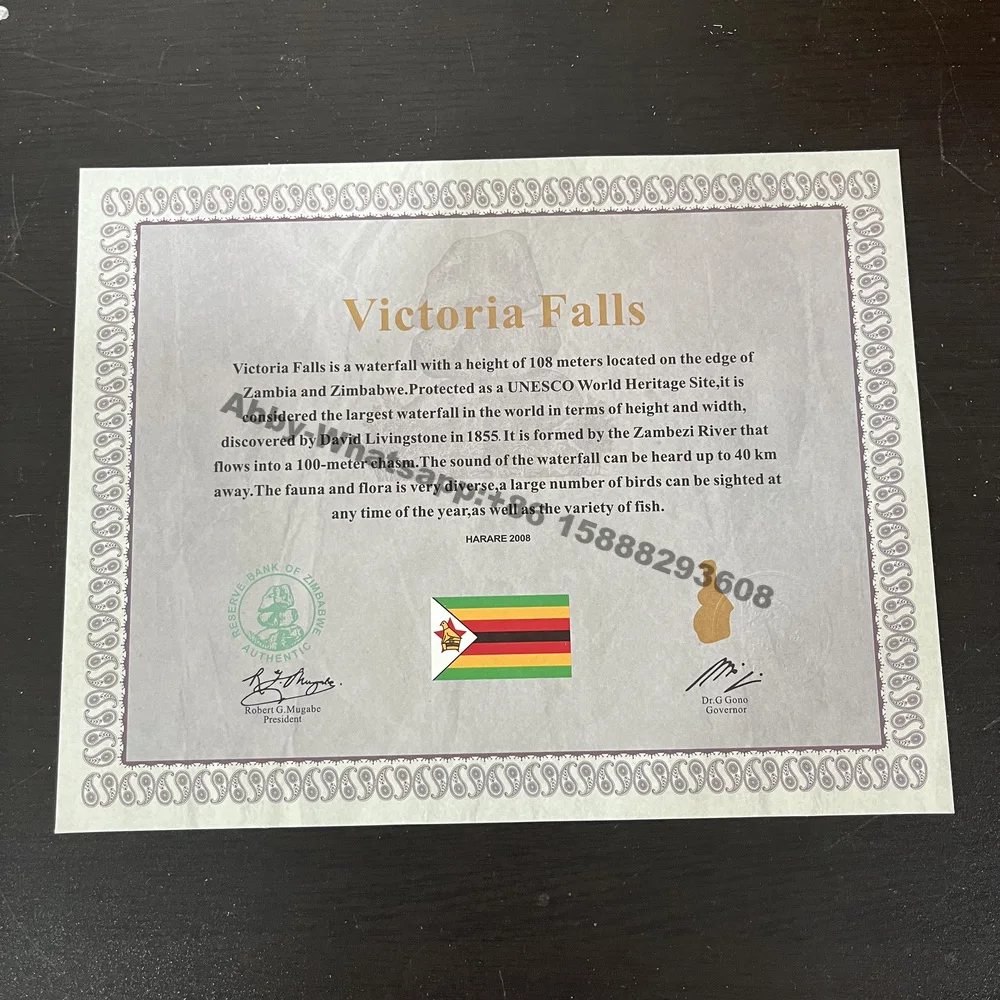 Victoria Falls
Victoria Falls is a waterfall with a height of 108 meters located on the edge of
Zambia and Zimbabwe.Protected as a UNESCO World Heritage Site,it is
considered the largest waterfall in the world in terms of height and width,
discovered by David Livingstone in 1855. It is formed by the Zambezi River that
flows into a 100-meter chasm.The sound of the waterfall can be heard up to 40 km
away.The fauna and flora is very diverse,a large number of birds can be sighted at
any time of the year,as well as the variety of fish.
Abby-Whatsapp:+86 15888293608
HARARE 2008
RESERVE BANK OF ZIMBABWE
AUTHENTIC
R G. Mugabe.
Robert G.Mugabe
President
Dr.G Gono
Governor